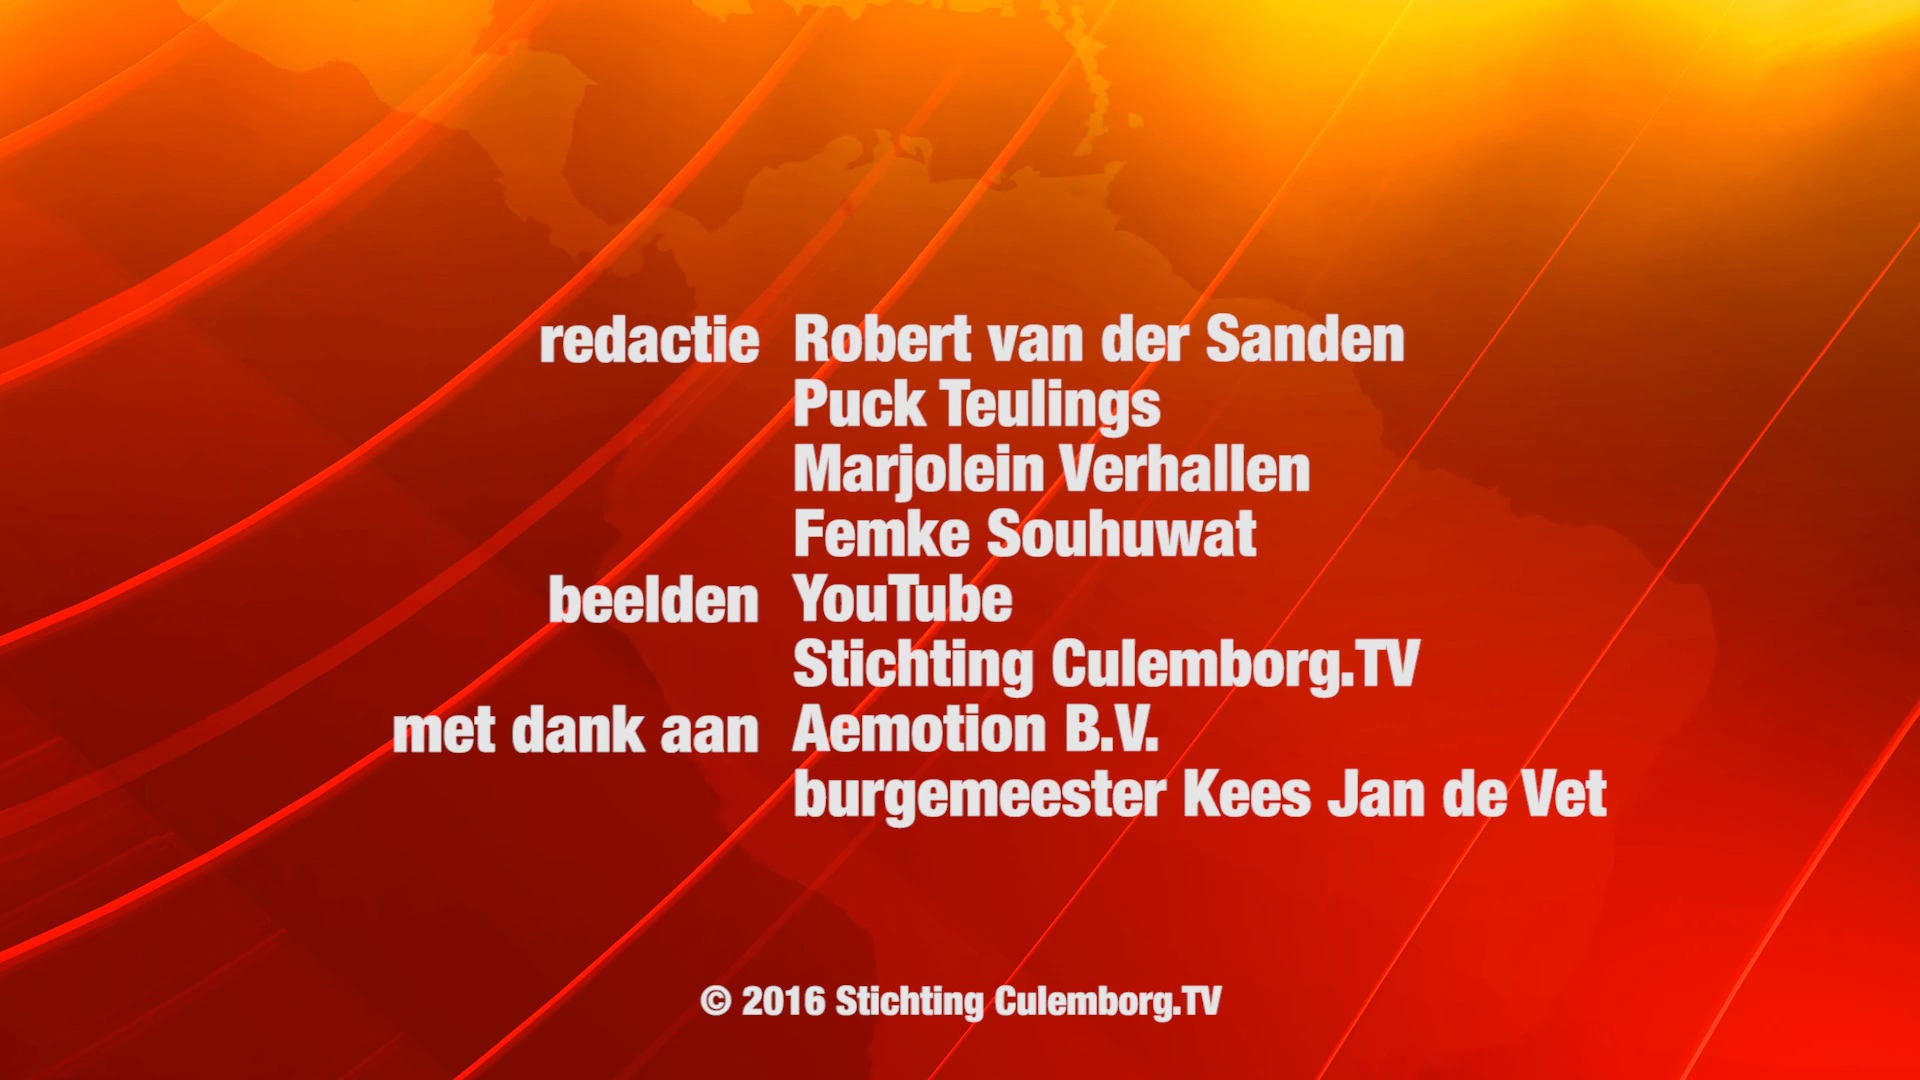 redactie Robert van der Sanden
Puck Teulings
Marjolein Verhallen
Femke Souhuwat
beelden YouTube
Stichting Culemborg.TV
met dank aan Aemotion B.V.
burgemeester Kees Jan de Vet
© 2016 Stichting Culemborg.TV